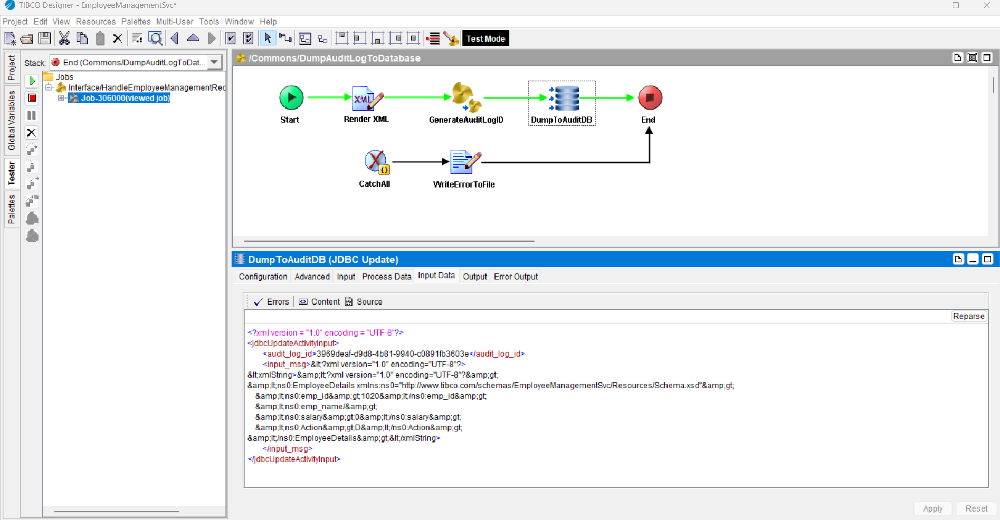 TIBCO Designer - EmployeeManagementSvc*
Project Edit View Resources Palettes Multi-User Tools Window Help
Test Mode
Project
Global Variables
Tester
Palettes
Stack: End (Commons/DumpAuditLogToDat...
Jobs
Interface/HandleEmployeeManagementRec
Job-306000(viewed job)
/Commons/DumpAuditLogToDatabase
XML
Start
Render XML
GenerateAuditLogID
DumpToAuditDB
End
{}
CatchAll
WriteErrorToFile
DumpToAuditDB (JDBC Update)
Configuration Advanced Input Process Data Input Data Output Error Output
Errors Content Source
Reparse
<?xml version = "1.0" encoding = "UTF-8"?>
<jdbcUpdateActivityInput>
<audit_log_id>3969deaf-d9d8-4b81-9940-c0891fb3603e</audit_log_id>
<input_msg>&lt;?xml version="1.0" encoding="UTF-8"?>
&lt;xmlString>&amp;lt;?xml version="1.0" encoding="UTF-8"?&amp;gt;
&amp;lt;ns0:EmployeeDetails xmlns:ns0="http://www.tibco.com/schemas/EmployeeManagementSvc/Resources/Schema.xsd"&amp;gt;
&amp;lt;ns0:emp_id&amp;gt;1020&amp;lt;/ns0:emp_id&amp;gt;
&amp;lt;ns0:emp_name/&amp;gt;
&amp;lt;ns0:salary&amp;gt;0&amp;lt;/ns0:salary&amp;gt;
&amp;lt;ns0:Action&amp;gt;D&amp;lt;/ns0:Action&amp;gt;
&amp;lt;/ns0:EmployeeDetails&amp;gt;&lt;/xmlString>
</input_msg>
</jdbcUpdateActivityInput>
Apply Reset